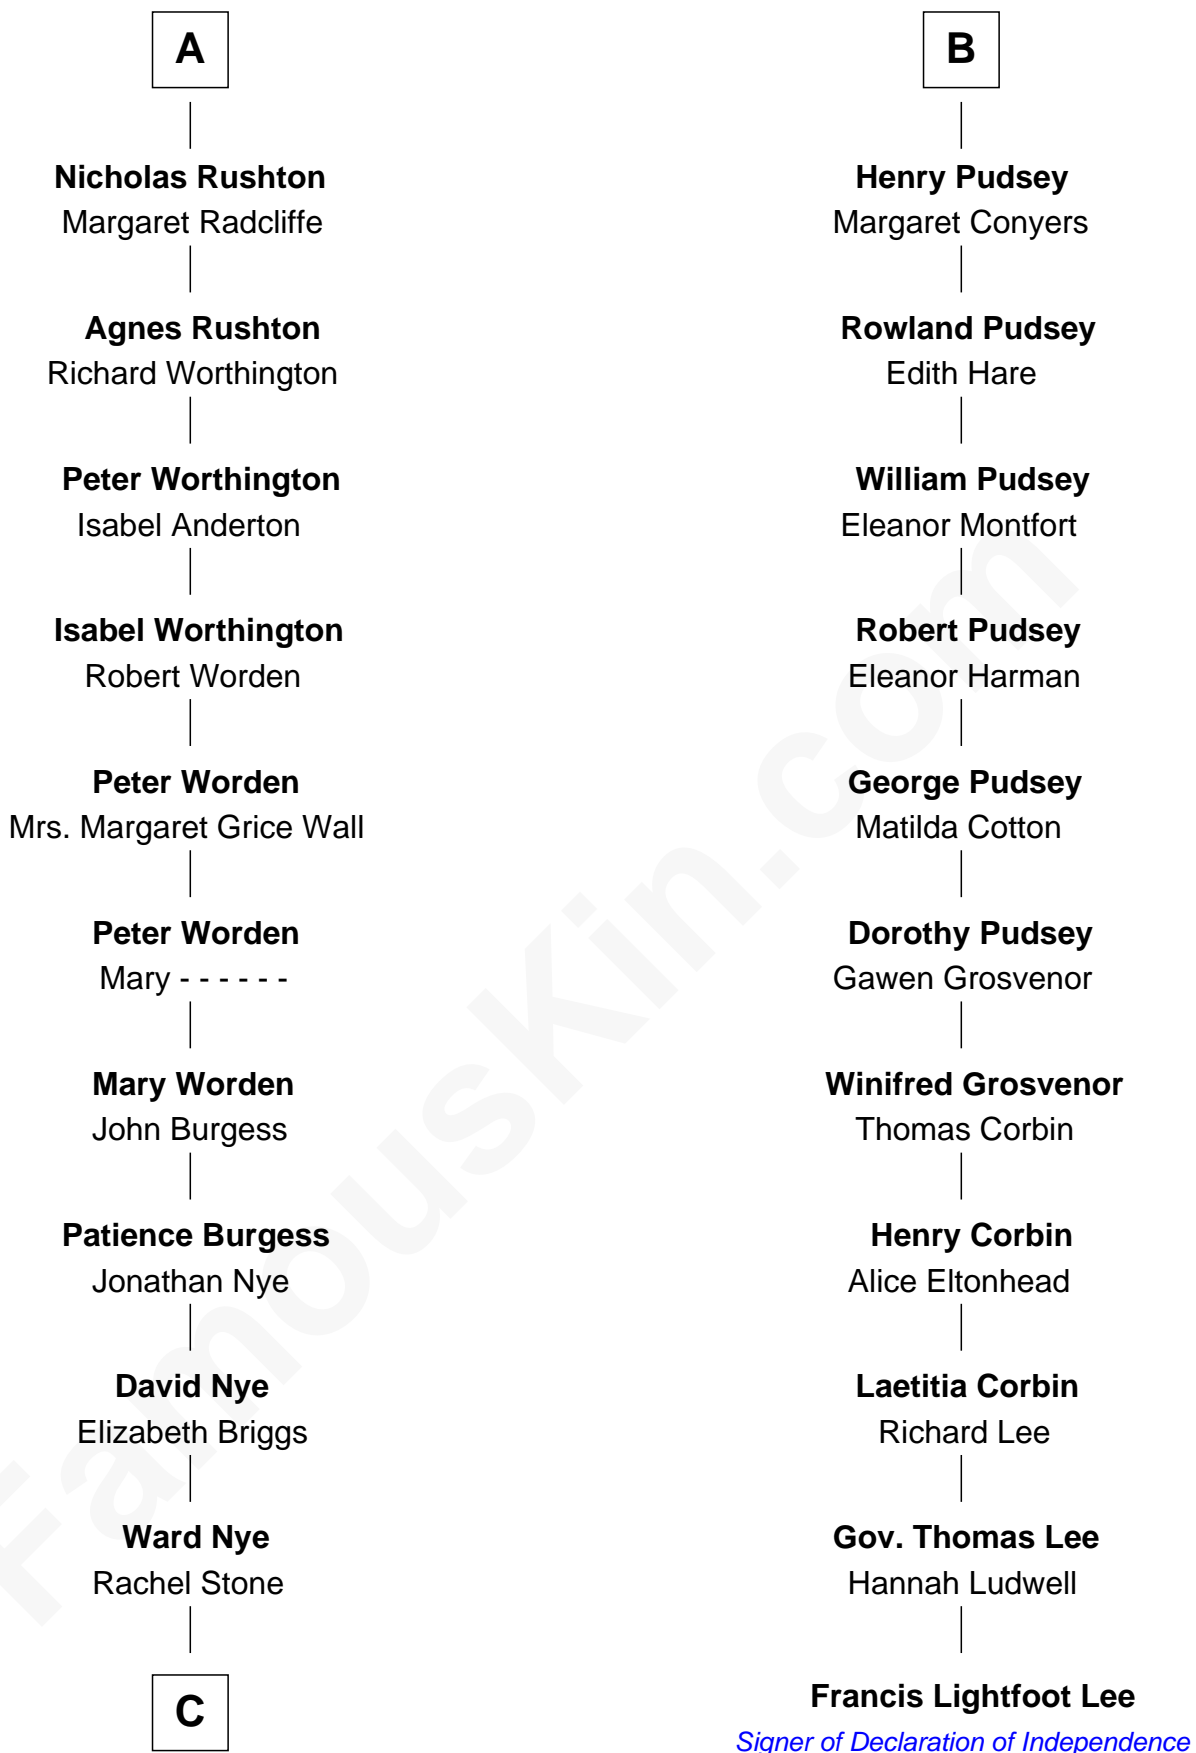 A
Nicholas Rushton
Margaret Radcliffe
Agnes Rushton
Richard Worthington
Peter Worthington
Isabel Anderton
Isabel Worthington
Robert Worden
Peter Worden
Mrs. Margaret Grice Wall
Peter Worden
Mary - - - - - -
Mary Worden
John Burgess
Patience Burgess
Jonathan Nye
David Nye
Elizabeth Briggs
Ward Nye
Rachel Stone
C
B
Henry Pudsey
Margaret Conyers
Rowland Pudsey
Edith Hare
William Pudsey
Eleanor Montfort
Robert Pudsey
Eleanor Harman
George Pudsey
Matilda Cotton
Dorothy Pudsey
Gawen Grosvenor
Winifred Grosvenor
Thomas Corbin
Henry Corbin
Alice Eltonhead
Laetitia Corbin
Richard Lee
Gov. Thomas Lee
Hannah Ludwell
Francis Lightfoot Lee
Signer of Declaration of Independence
FamousKin.com